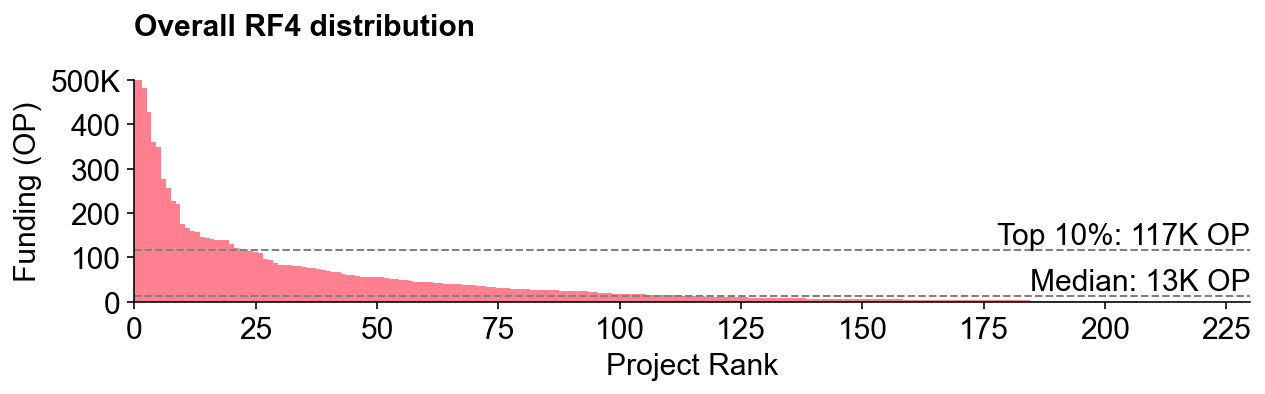 Overall RF4 distribution
500K
400
300
200
100
0
Funding (OP)
Top 10%: 117K OP
Median: 13K OP
0 25 50 75 100 125 150 175 200 225
Project Rank